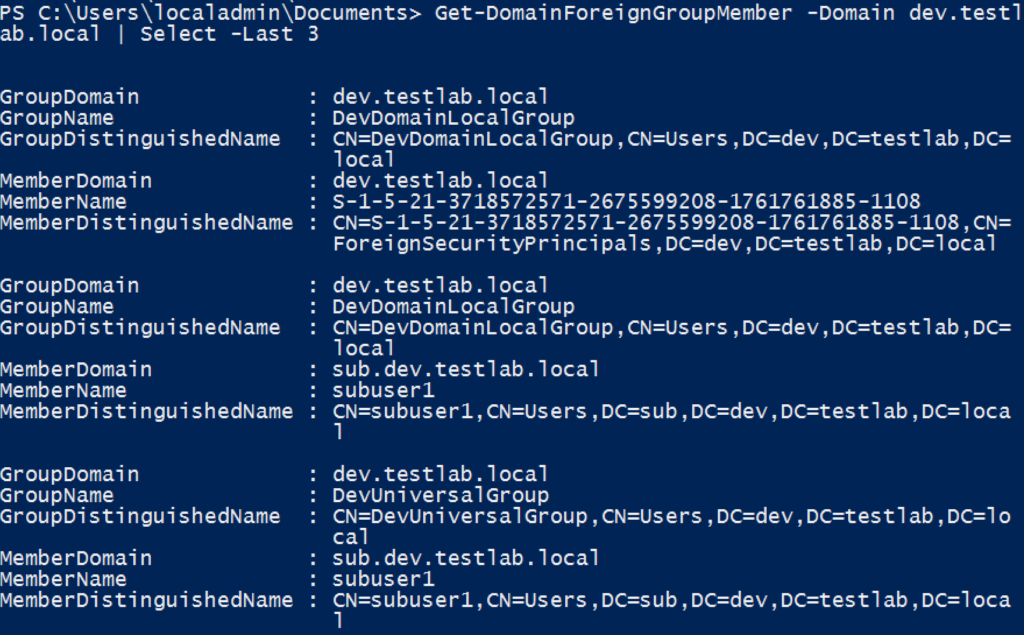 PS C:\Users\localadmin\Documents> Get-DomainForeignGroupMember -Domain dev.testl
ab.local | Select -Last 3
GroupDomain : dev.testlab.local
GroupName : DevDomainLocalGroup
GroupDistinguishedName : CN=DevDomainLocalGroup,CN=Users,DC=dev,DC=testlab,DC=
local
MemberDomain : dev.testlab.local
MemberName : S-1-5-21-3718572571-2675599208-1761761885-1108
MemberDistinguishedName : CN=S-1-5-21-3718572571-2675599208-1761761885-1108,CN=
ForeignSecurityPrincipals,DC=dev,DC=testlab,DC=local
GroupDomain : dev.testlab.local
GroupName : DevDomainLocalGroup
GroupDistinguishedName : CN=DevDomainLocalGroup,CN=Users,DC=dev,DC=testlab,DC=
local
MemberDomain : sub.dev.testlab.local
MemberName : subuser1
MemberDistinguishedName : CN=subuser1,CN=Users,DC=sub,DC=dev,DC=testlab,DC=loca
l
GroupDomain : dev.testlab.local
GroupName : DevUniversalGroup
GroupDistinguishedName : CN=DevUniversalGroup,CN=Users,DC=dev,DC=testlab,DC=lo
cal
MemberDomain : sub.dev.testlab.local
MemberName : subuser1
MemberDistinguishedName : CN=subuser1,CN=Users,DC=sub,DC=dev,DC=testlab,DC=loca
l